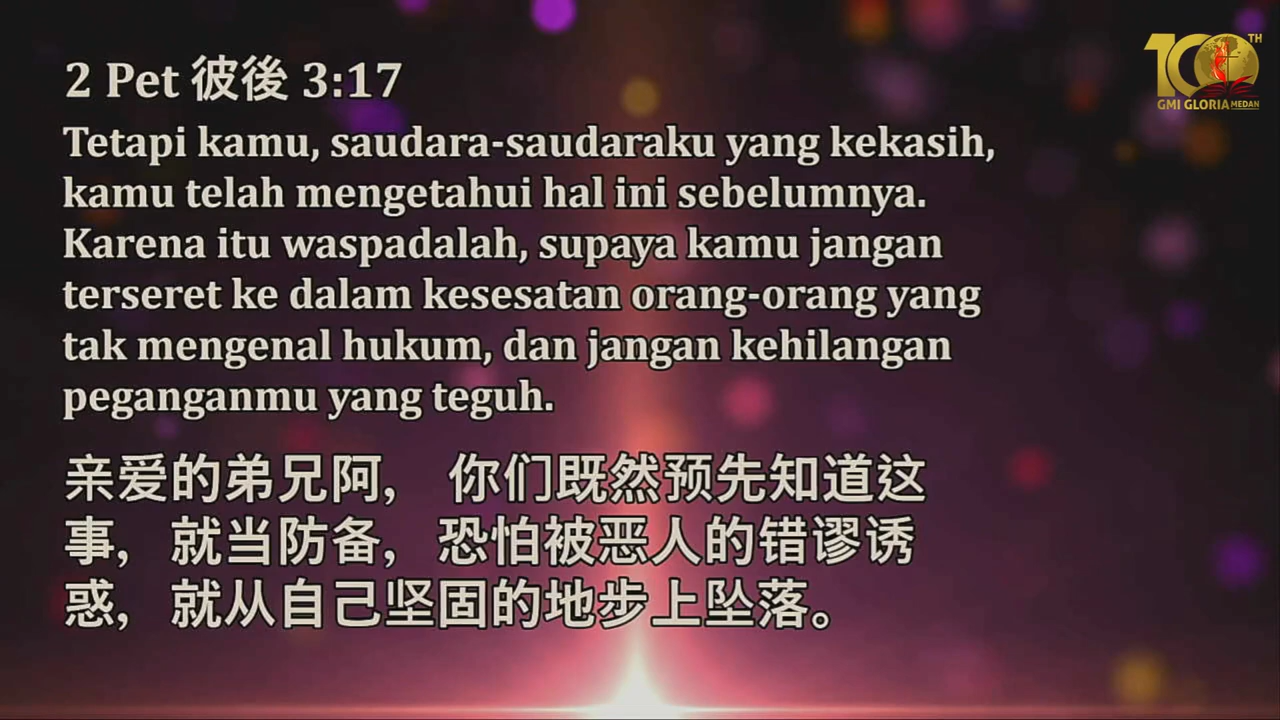 2 Pet 彼後 3:17
Tetapi kamu, saudara-saudaraku yang kekasih,
kamu telah mengetahui hal ini sebelumnya.
Karena itu waspadalah, supaya kamu jangan
terseret ke dalam kesesatan orang-orang yang
tak mengenal hukum, dan jangan kehilangan
peganganmu yang teguh.
亲爱的弟兄阿， 你们既然预先知道这
事， 就当防备， 恐怕被恶人的错谬诱
惑， 就从自己坚固的地步上坠落。
100TH
GMI GLORIA MEDAN